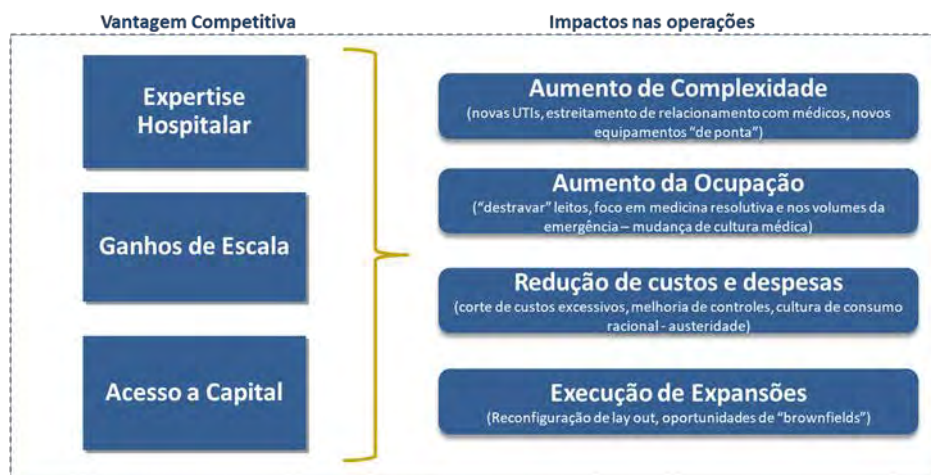 Vantagem Competitiva
Expertise
Hospitalar
Ganhos de Escala
Acesso a Capital
Impactos nas operações
Aumento de Complexidade
(novas UTIs, estreitamento de relacionamento com médicos, novos
equipamentos “de ponta”)
Aumento da Ocupação
(“destravar” leitos, foco em medicina resolutiva e nos volumes da
emergência – mudança de cultura médica)
Redução de custos e despesas
(corte de custos excessivos, melhoria de controles, cultura de consumo
racional - austeridade)
Execução de Expansões
(Reconfiguração de lay out, oportunidades de “brownfields”)